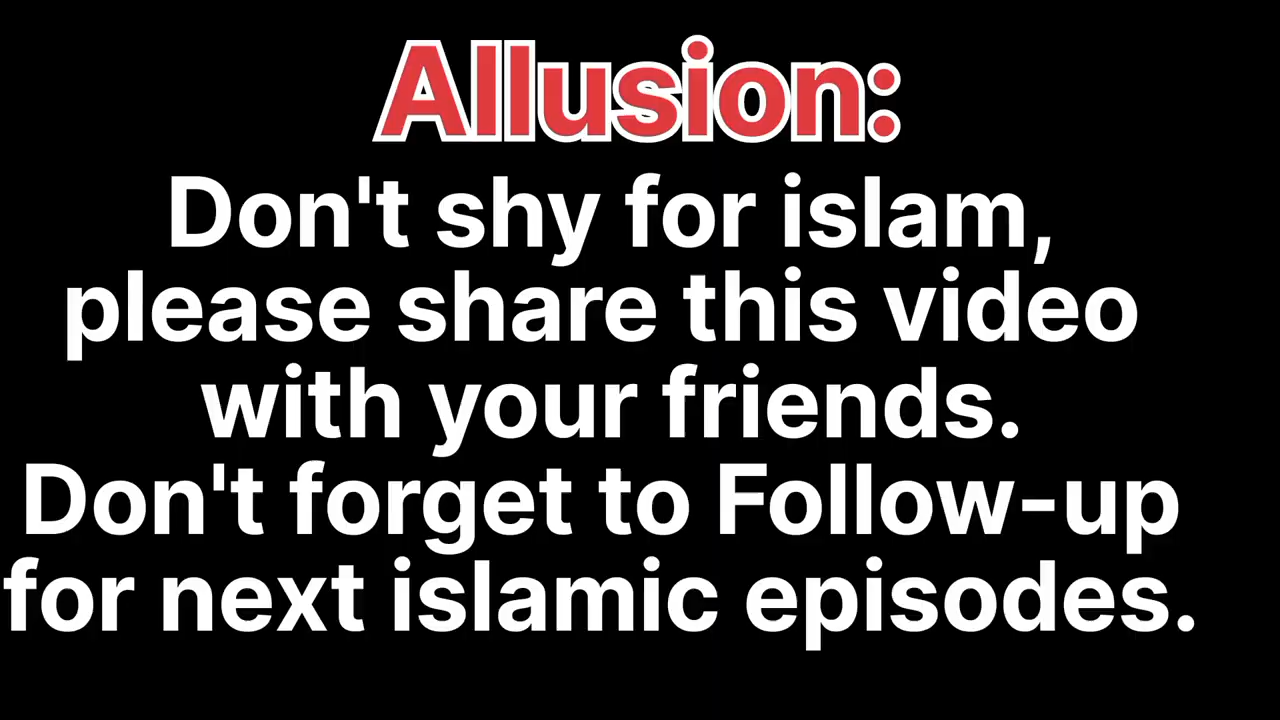 Allusion:
Don't shy for islam,
please share this video
with your friends.
Don't forget to Follow-up
for next islamic episodes.